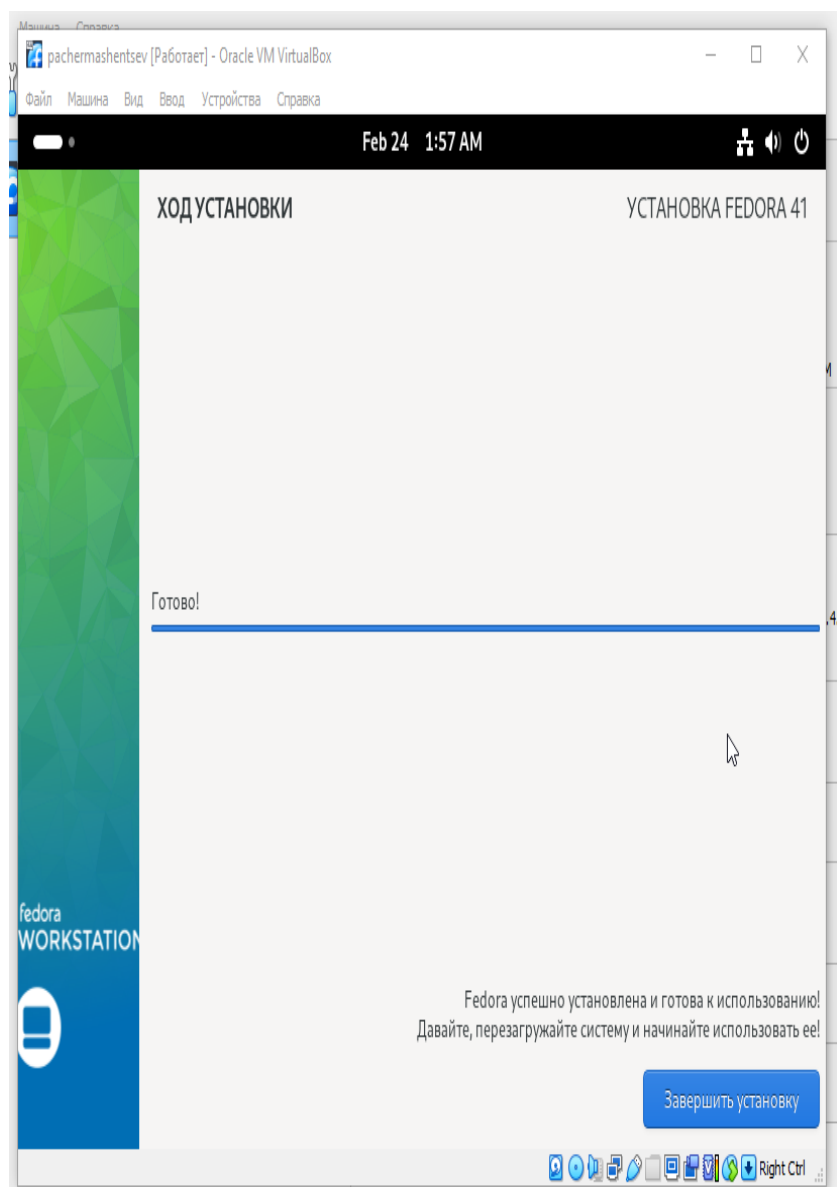 Машина Справка
pachermashentsev [Работает] - Oracle VM VirtualBox
Файл Машина Вид Ввод Устройства Справка
Feb 24 1:57 AM
ХОД УСТАНОВКИ
УСТАНОВКА FEDORA 41
Готово!
fedora
WORKSTATION
Fedora успешно установлена и готова к использованию!
Давайте, перезагружайте систему и начинайте использовать ее!
Завершить установку
Right Ctrl